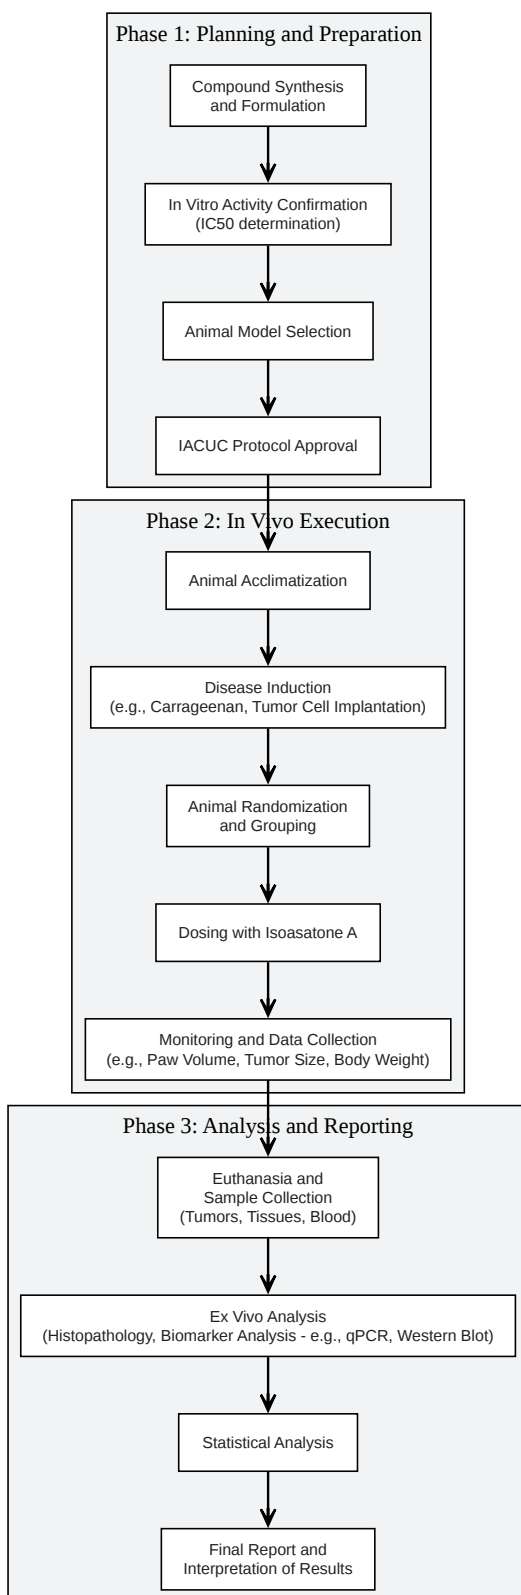 Phase 1: Planning and Preparation
Compound Synthesis
and Formulation
In Vitro Activity Confirmation
(IC50 determination)
Animal Model Selection
IACUC Protocol Approval
Phase 2: In Vivo Execution
Animal Acclimatization
Disease Induction
(e.g., Carrageenan, Tumor Cell Implantation)
Animal Randomization
and Grouping
Dosing with Isoasatone A
Monitoring and Data Collection
(e.g., Paw Volume, Tumor Size, Body Weight)
Phase 3: Analysis and Reporting
Euthanasia and
Sample Collection
(Tumors, Tissues, Blood)
Ex Vivo Analysis
(Histopathology, Biomarker Analysis - e.g., qPCR, Western Blot)
Statistical Analysis
Final Report and
Interpretation of Results